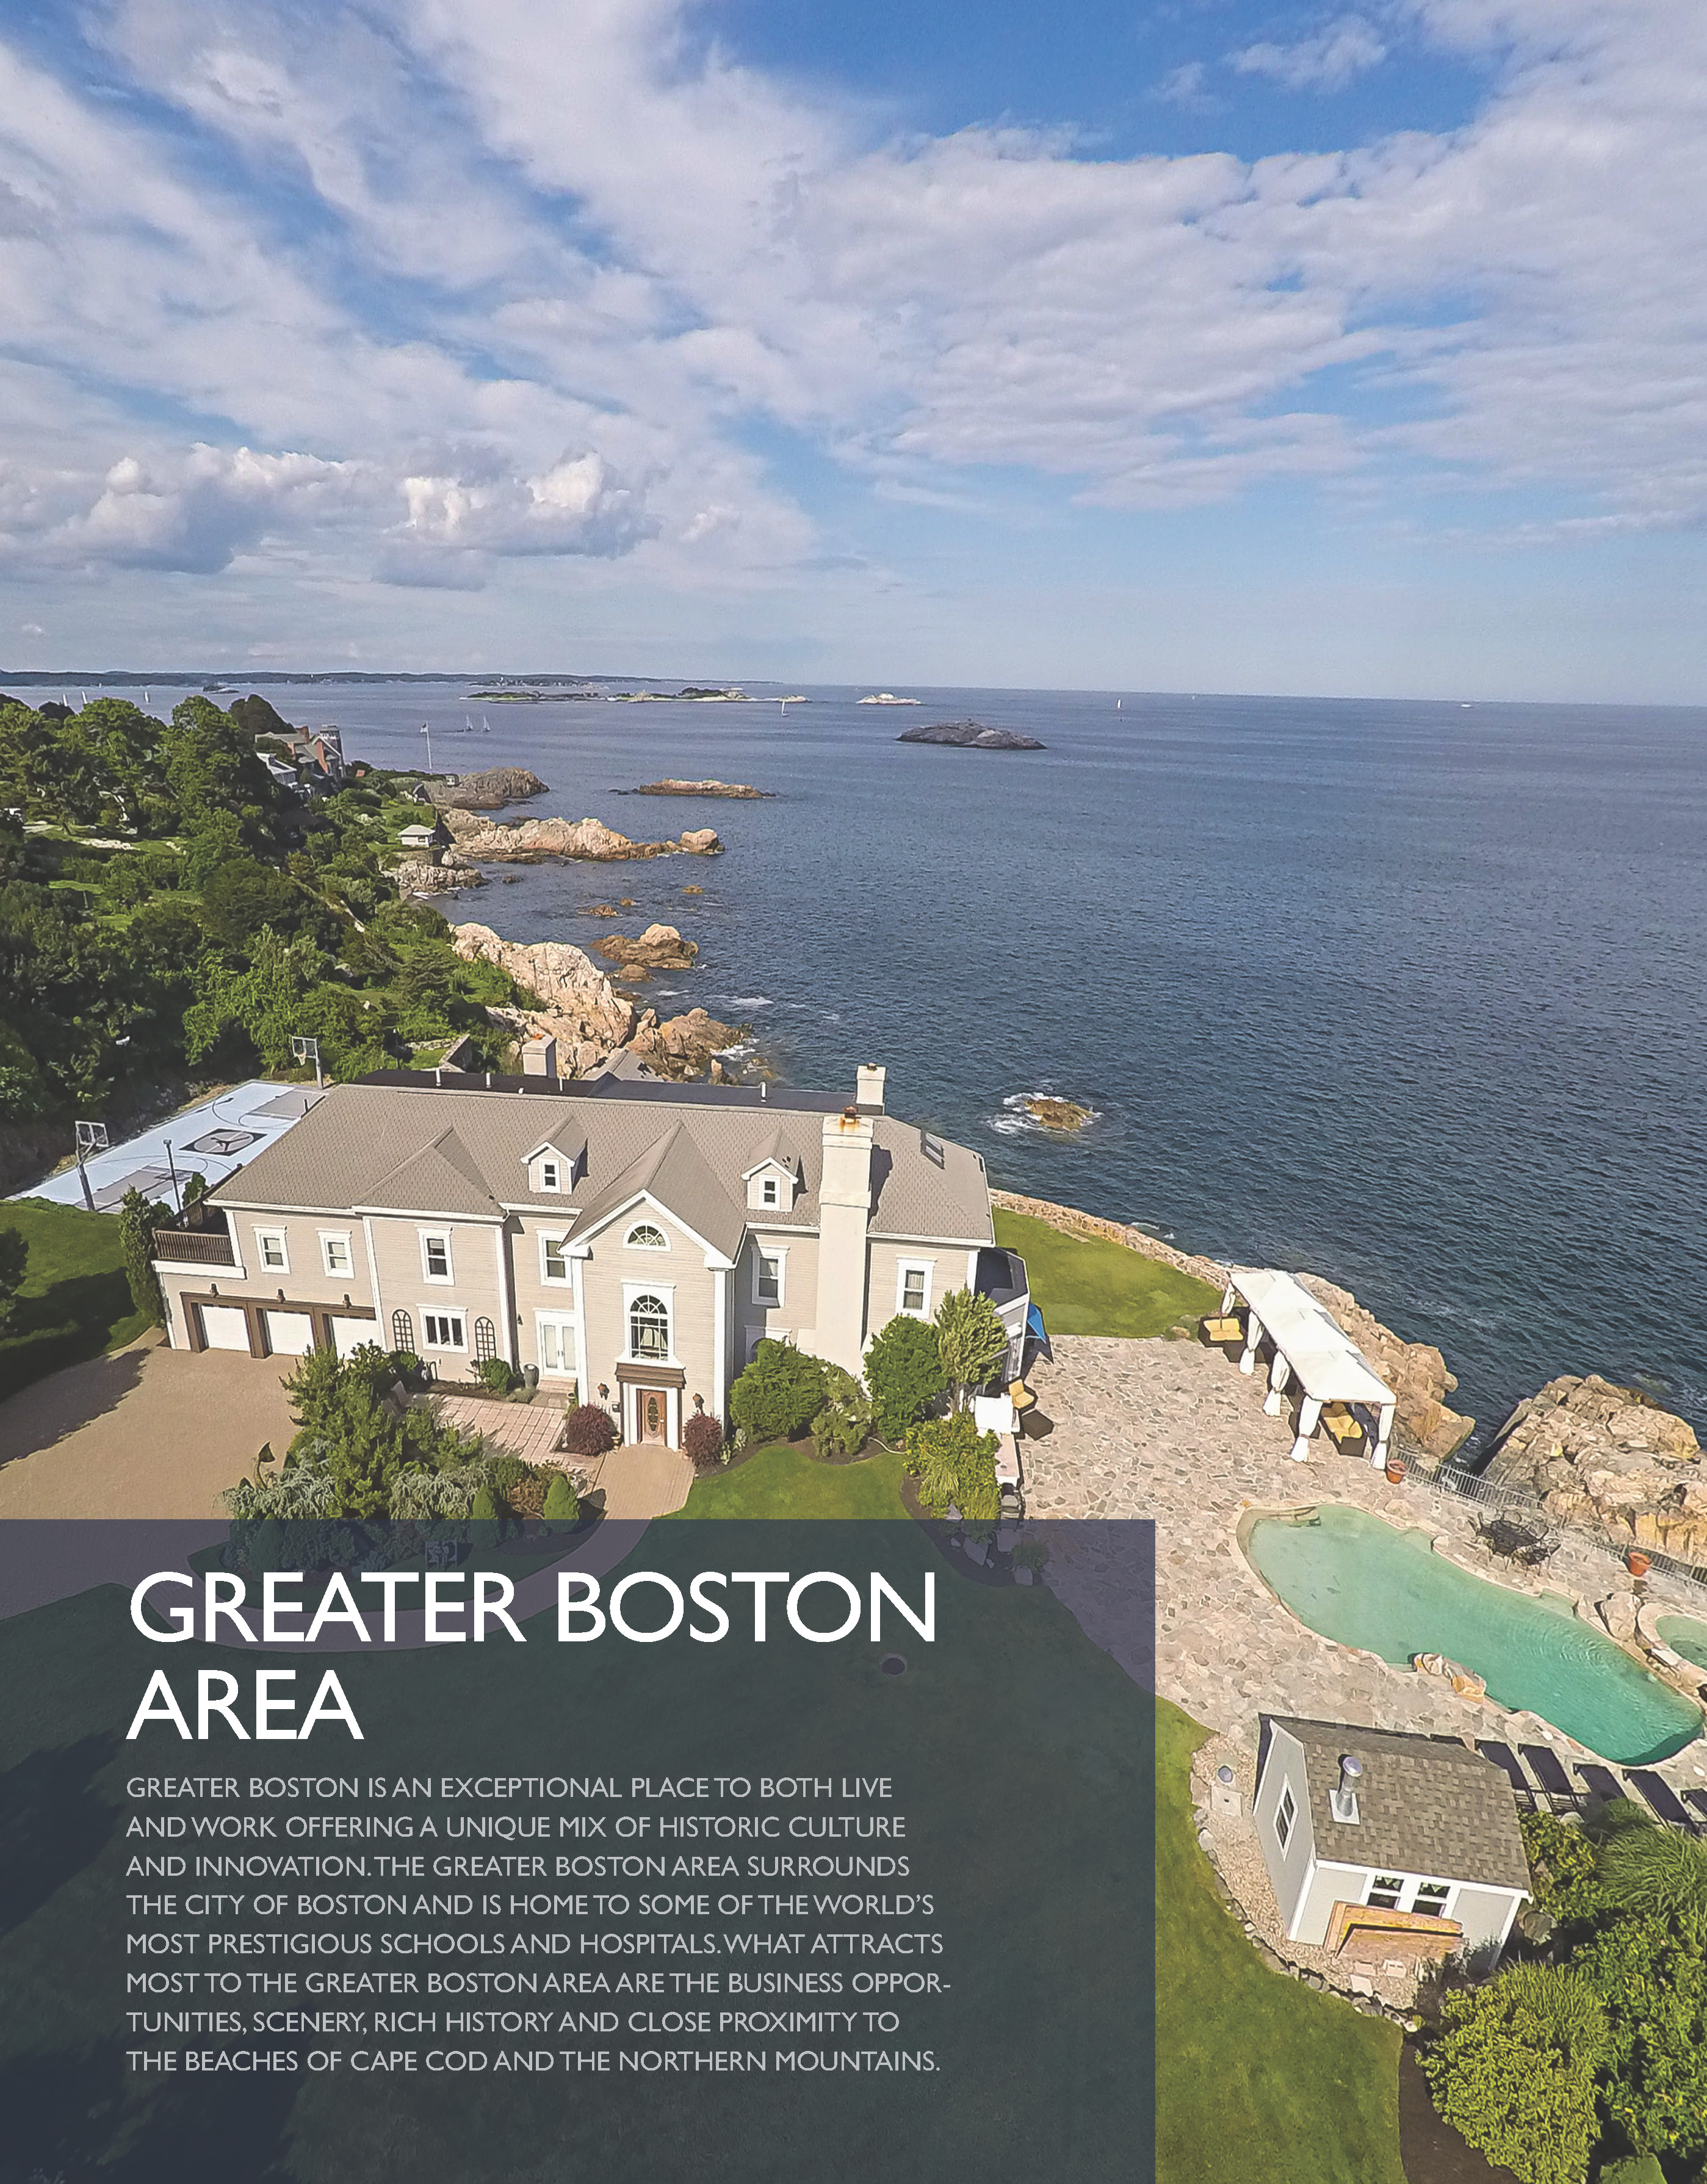 GREATER BOSTON
AREA
GREATER BOSTON IS AN EXCEPTIONAL PLACE TO BOTH LIVE
AND WORK OFFERING A UNIQUE MIX OF HISTORIC CULTURE
AND INNOVATION. THE GREATER BOSTON AREA SURROUNDS
THE CITY OF BOSTON AND IS HOME TO SOME OF THE WORLD’S
MOST PRESTIGIOUS SCHOOLS AND HOSPITALS. WHAT ATTRACTS
MOST TO THE GREATER BOSTON AREA ARE THE BUSINESS OPPOR-
TUNITIES, SCENERY, RICH HISTORY AND CLOSE PROXIMITY TO
THE BEACHES OF CAPE COD AND THE NORTHERN MOUNTAINS.